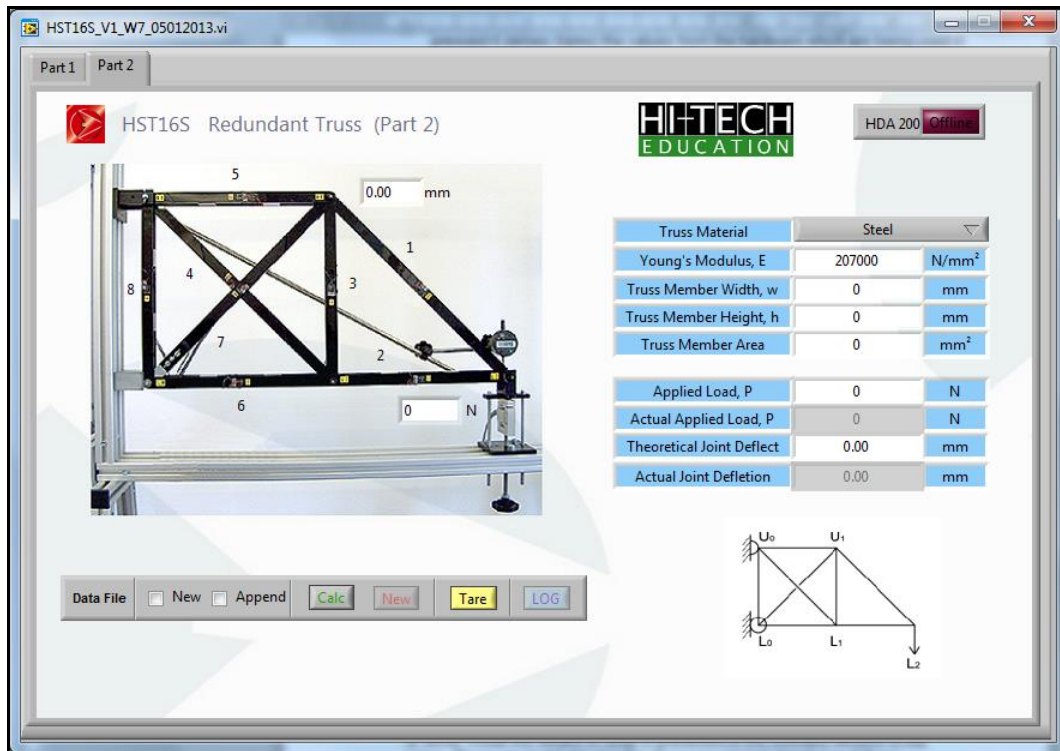 HST16S_V1_W7_05012013.vi
Part 1 Part 2
HST16S Redundant Truss (Part 2)
HI-TECH
EDUCATION
HDA 200 Offline
5
0.00 mm
1
4
3
8
7
2
6
0 N
Truss Material Steel
Young's Modulus, E 207000 N/mm²
Truss Member Width, w 0 mm
Truss Member Height, h 0 mm
Truss Member Area 0 mm²
Applied Load, P 0 N
Actual Applied Load, P 0 N
Theoretical Joint Deflect 0.00 mm
Actual Joint Defletion 0.00 mm
U₀ U₁
L₀ L₁
L₂
Data File New Append Calc New Tare LOG